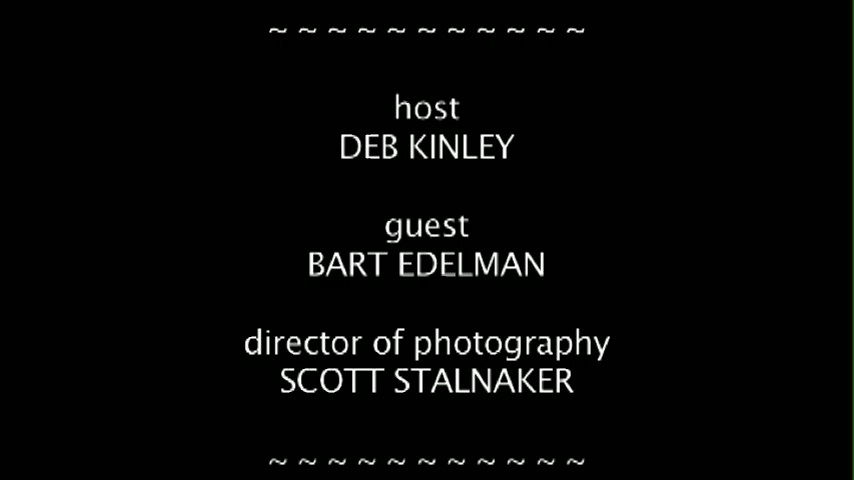 ~ ~ ~ ~ ~ ~ ~ ~ ~ ~ ~
host
DEB KINLEY
guest
BART EDELMAN
director of photography
SCOTT STALNAKER
~ ~ ~ ~ ~ ~ ~ ~ ~ ~ ~